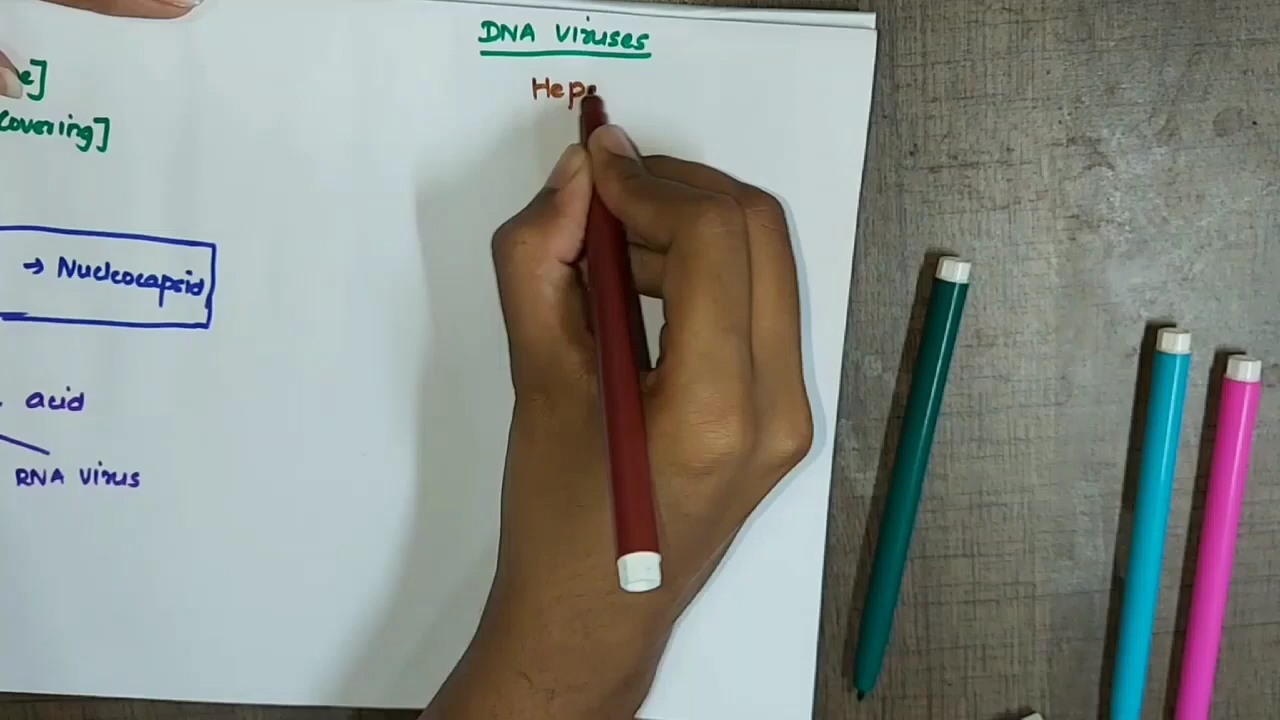 DNA viruses
Hepa
e]
covering]
→ Nucleocapsid
acid
RNA virus